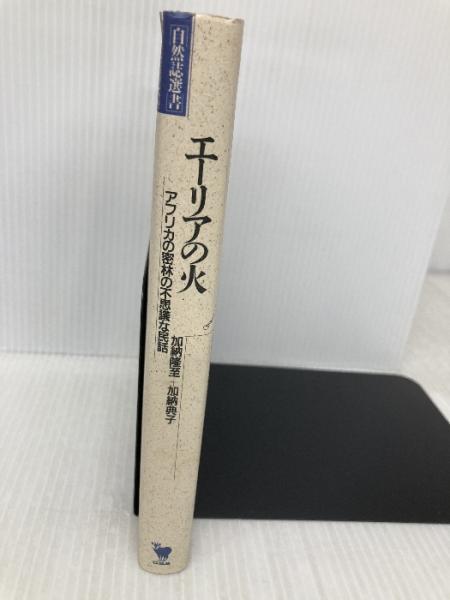 自然誌選書
エーリアの火
アフリカの密林の不思議な民話
加納隆至
加納典子